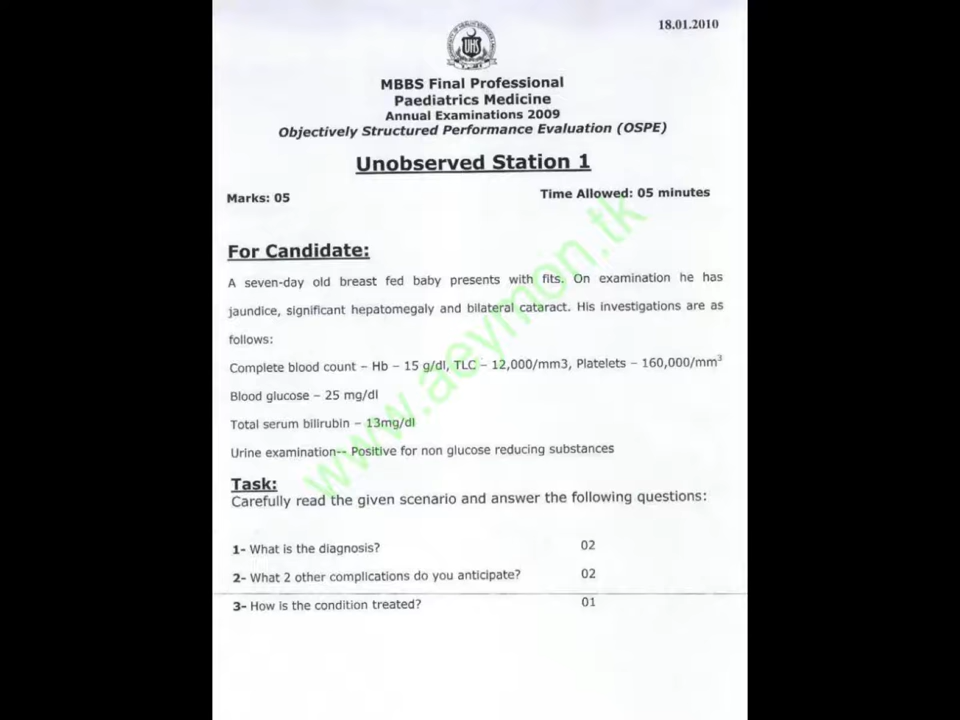 18.01.2010
UHS
MBBS Final Professional
Paediatrics Medicine
Annual Examinations 2009
Objectively Structured Performance Evaluation (OSPE)
Unobserved Station 1
Marks: 05 Time Allowed: 05 minutes
For Candidate:
A seven-day old breast fed baby presents with fits. On examination he has
jaundice, significant hepatomegaly and bilateral cataract. His investigations are as
follows:
Complete blood count – Hb – 15 g/dl, TLC – 12,000/mm3, Platelets – 160,000/mm³
Blood glucose – 25 mg/dl
Total serum bilirubin – 13mg/dl
Urine examination-- Positive for non glucose reducing substances
Task:
Carefully read the given scenario and answer the following questions:
1- What is the diagnosis? 02
2- What 2 other complications do you anticipate? 02
3- How is the condition treated? 01
www.aeymon.tk